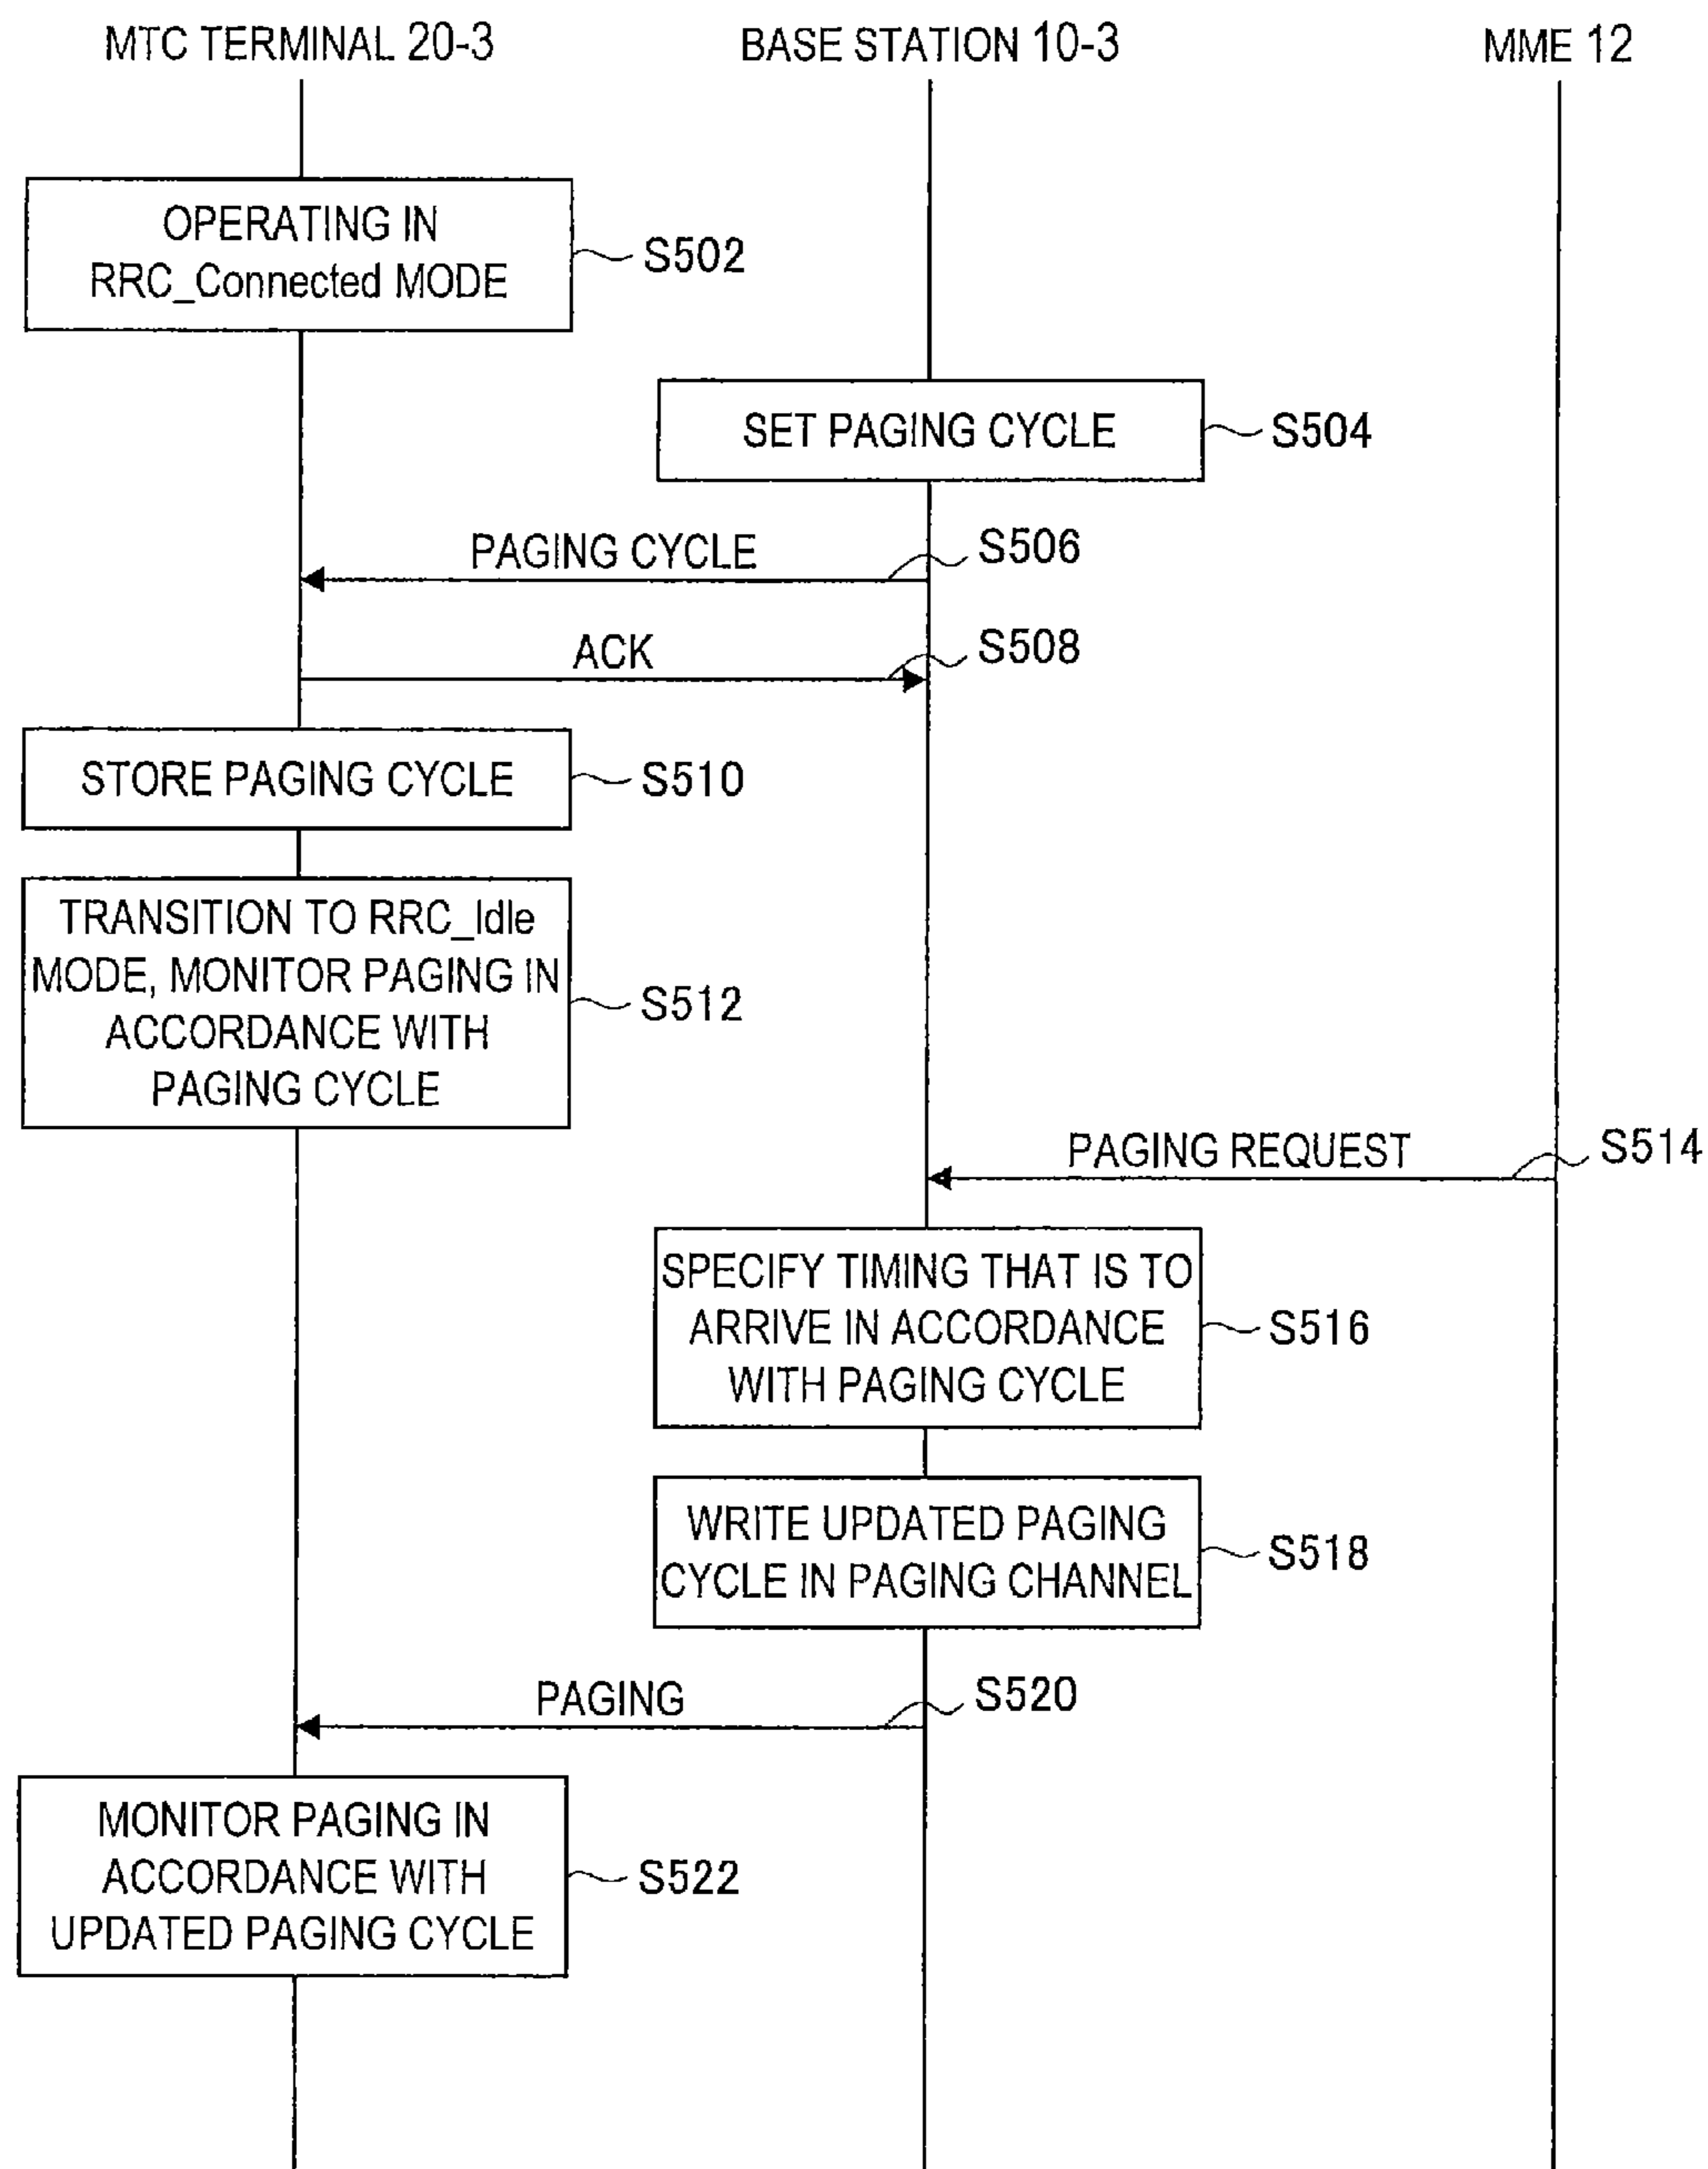 MTC TERMINAL 20-3
BASE STATION 10-3
MME 12
OPERATING IN
RRC_Connected MODE
S502
SET PAGING CYCLE
S504
PAGING CYCLE
S506
ACK
S508
STORE PAGING CYCLE
S510
TRANSITION TO RRC_Idle
MODE, MONITOR PAGING IN
ACCORDANCE WITH
PAGING CYCLE
S512
PAGING REQUEST
S514
SPECIFY TIMING THAT IS TO
ARRIVE IN ACCORDANCE
WITH PAGING CYCLE
S516
WRITE UPDATED PAGING
CYCLE IN PAGING CHANNEL
S518
PAGING
S520
MONITOR PAGING IN
ACCORDANCE WITH
UPDATED PAGING CYCLE
S522